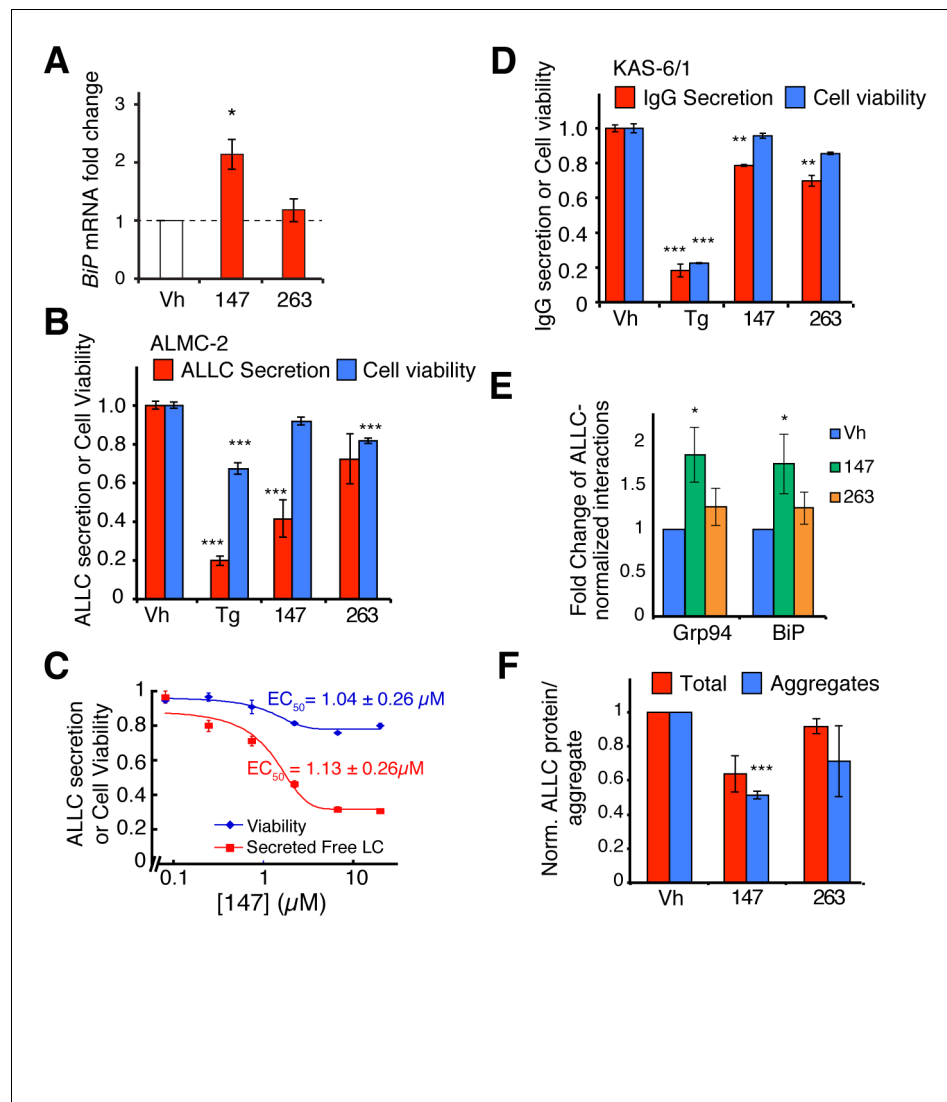 A
BiP mRNA fold change
3
2
1
0
*
Vh 147 263
B
ALMC-2
ALLC Secretion Cell viability
ALLC secretion or Cell Viability
1.0
0.8
0.6
0.4
0.2
0
***
***
***
***
Vh Tg 147 263
C
ALLC secretion
or Cell Viability
1
0.8
0.6
0.4
0.2
EC50= 1.04 ± 0.26 µM
EC50 = 1.13 ± 0.26µM
Viability
Secreted Free LC
0.1 1 10
[147] (µM)
D
KAS-6/1
IgG Secretion Cell viability
IgG secretion or Cell viability
1.0
0.8
0.6
0.4
0.2
0
*** ***
**
**
Vh Tg 147 263
E
Fold Change of ALLC-
normalized interactions
2
1.5
1
0.5
0
* *
Vh
147
263
Grp94 BiP
F
Total Aggregates
Norm. ALLC protein/
aggregate
1
0.8
0.6
0.4
0.2
0
***
Vh 147 263